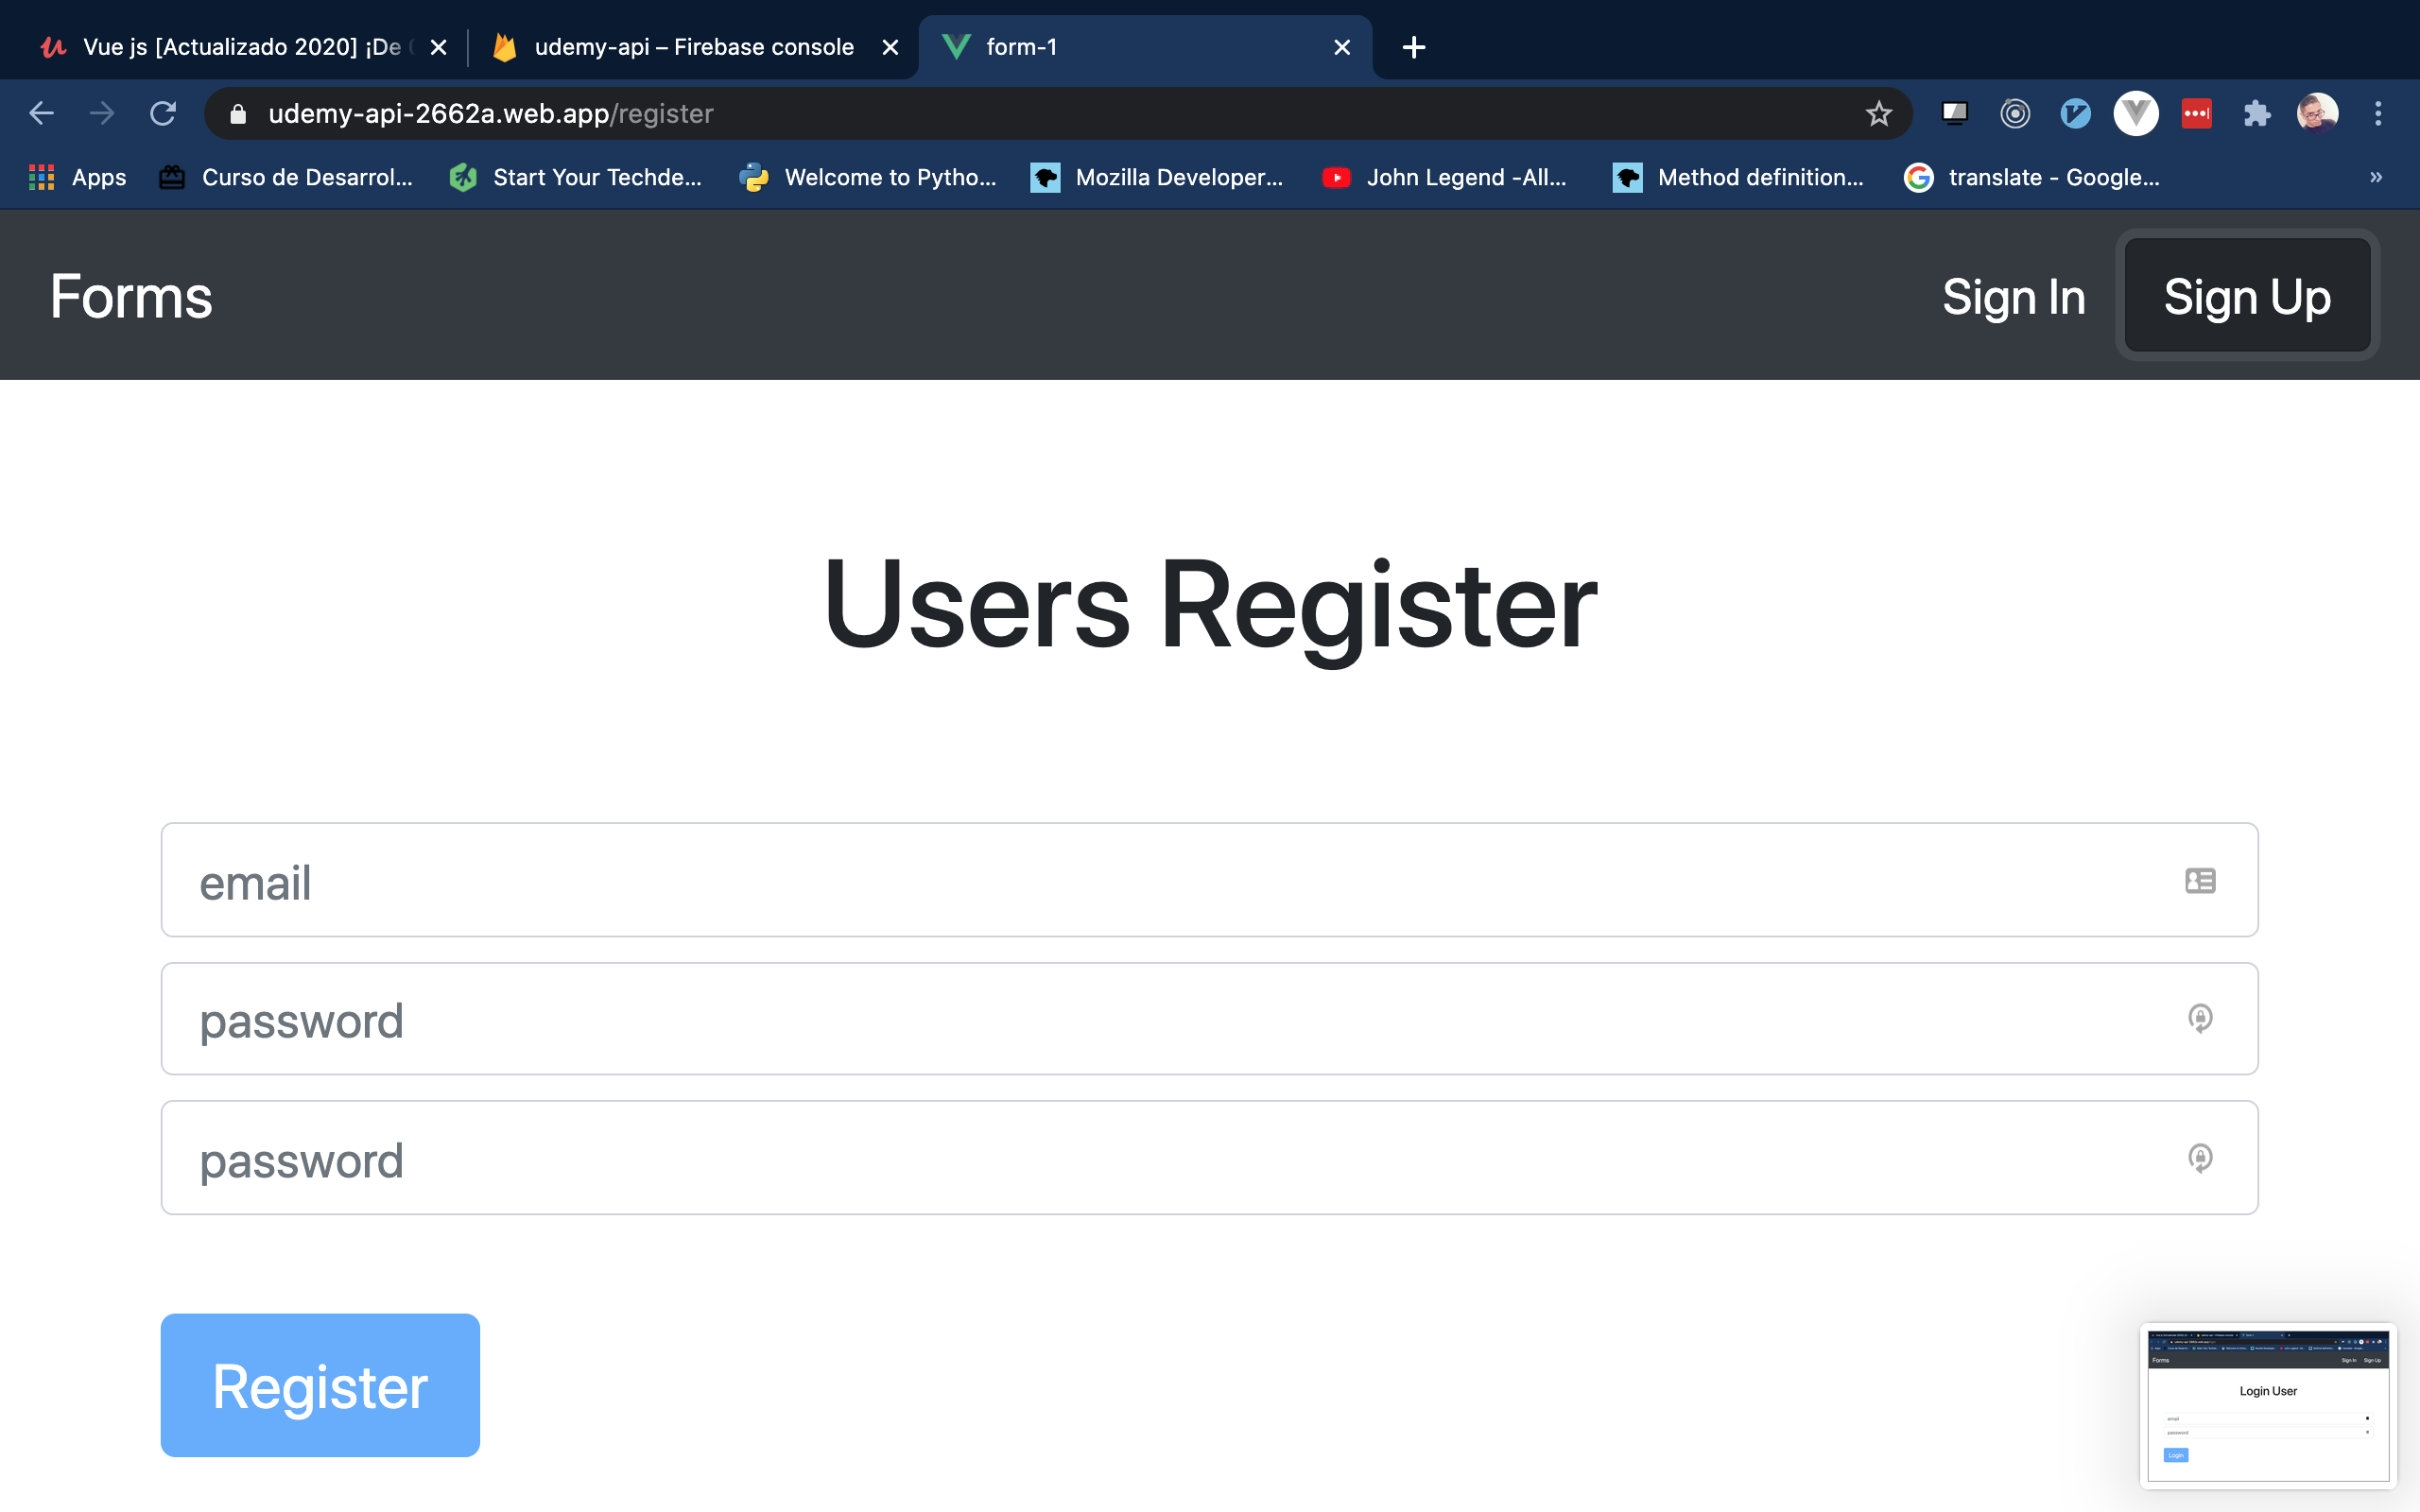 Vue js [Actualizado 2020] ¡De
udemy-api – Firebase console
form-1
udemy-api-2662a.web.app/register
Apps
Curso de Desarrol...
Start Your Techde...
Welcome to Pytho...
Mozilla Developer...
John Legend -All...
Method definition...
translate - Google...
»
Forms
Sign In
Sign Up
Users Register
email
password
password
Register
Forms
Sign In
Sign Up
Login User
email
password
Login